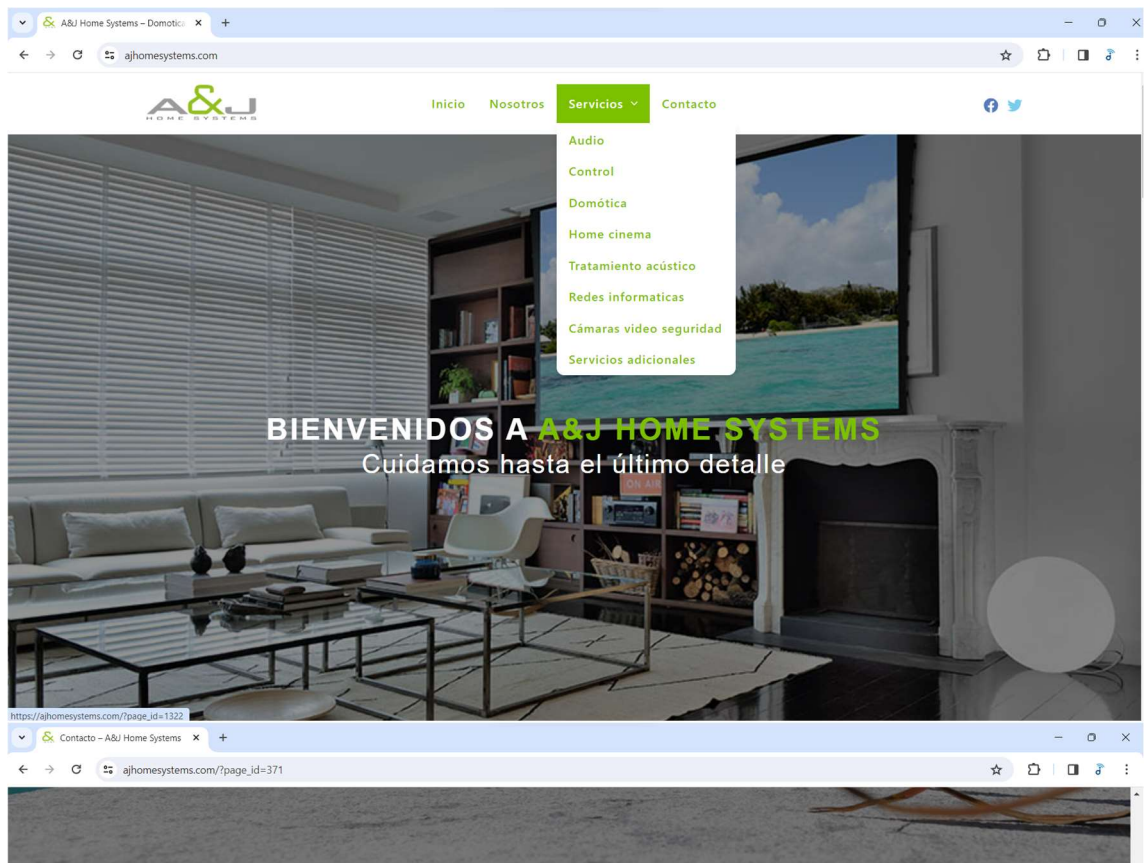 A&J Home Systems – Domotica
ajhomesystems.com
A&J
HOME SYSTEMS
Inicio Nosotros Servicios Contacto
Audio
Control
Domótica
Home cinema
Tratamiento acústico
Redes informaticas
Cámaras video seguridad
Servicios adicionales
BIENVENIDOS A A&J HOME SYSTEMS
Cuidamos hasta el último detalle
ON AIR
https://ajhomesystems.com/?page_id=1322
Contacto – A&J Home Systems
ajhomesystems.com/?page_id=371